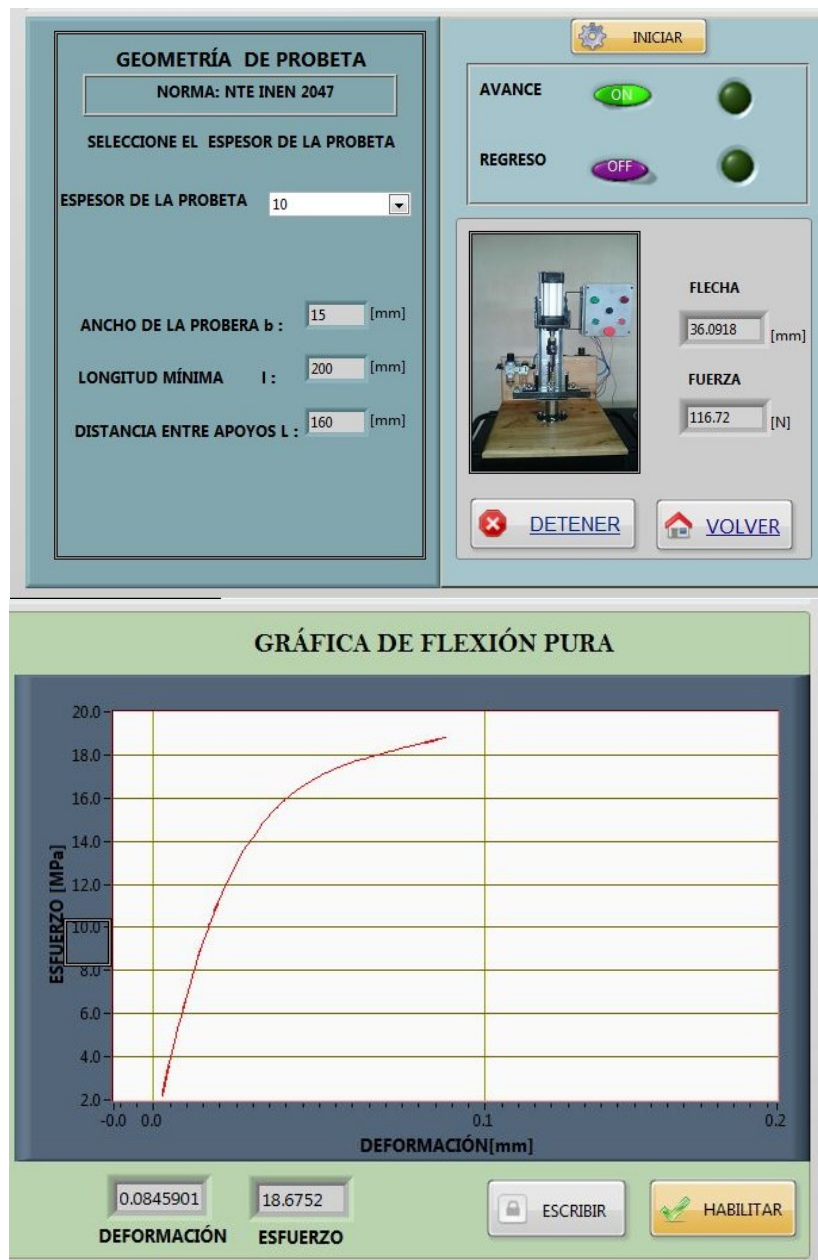 GEOMETRÍA DE PROBETA
NORMA: NTE INEN 2047
SELECCIONE EL ESPESOR DE LA PROBETA
ESPESOR DE LA PROBETA 10
ANCHO DE LA PROBERA b : 15 [mm]
LONGITUD MÍNIMA l : 200 [mm]
DISTANCIA ENTRE APOYOS L : 160 [mm]
INICIAR
AVANCE ON
REGRESO OFF
FLECHA
36.0918 [mm]
FUERZA
116.72 [N]
DETENER VOLVER
GRÁFICA DE FLEXIÓN PURA
ESFUERZO [MPa]
20.0
18.0
16.0
14.0
12.0
10.0
8.0
6.0
4.0
2.0
-0.0 0.0 0.1 0.2
DEFORMACIÓN[mm]
0.0845901 18.6752
DEFORMACIÓN ESFUERZO
ESCRIBIR HABILITAR